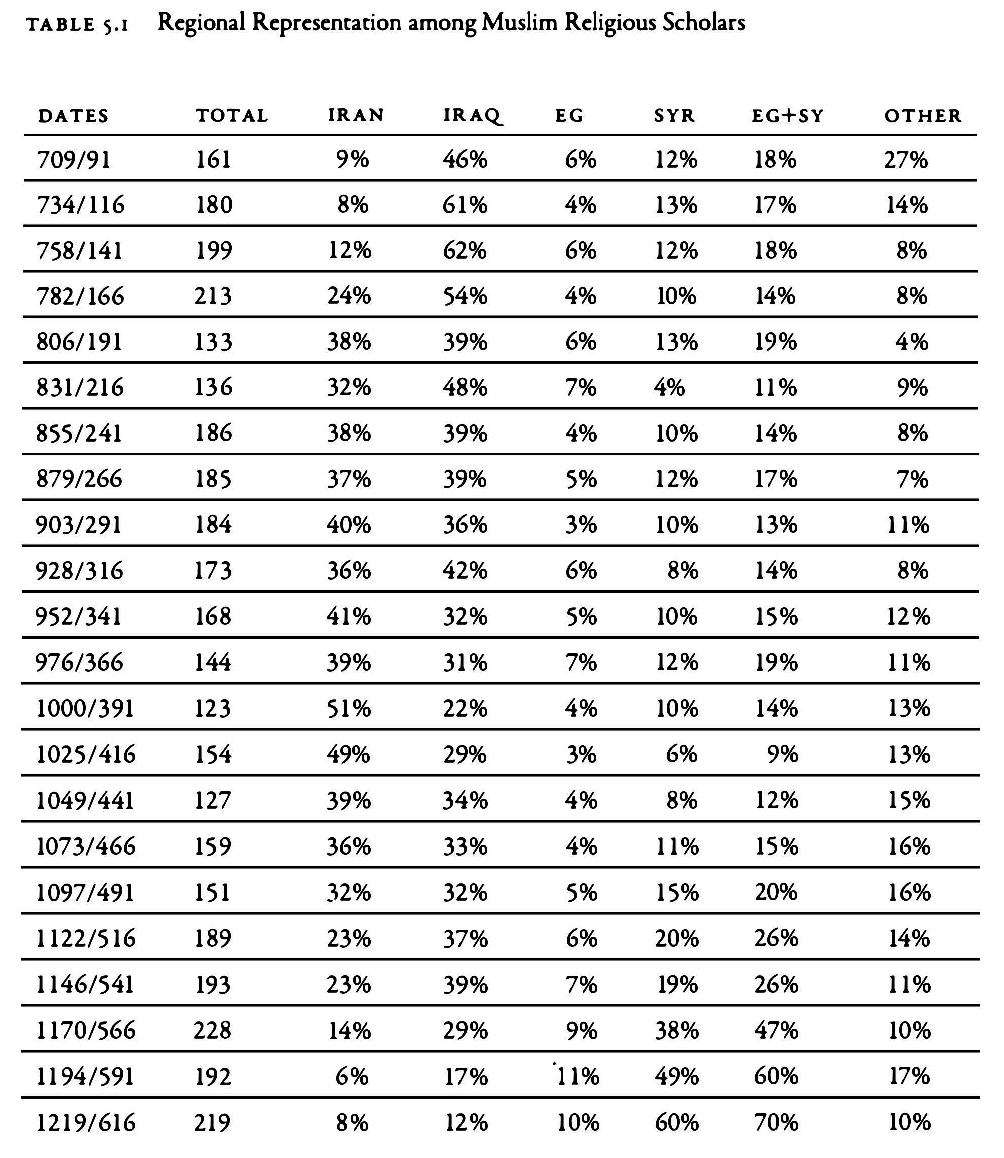 TABLE 5.1 Regional Representation among Muslim Religious Scholars
DATES TOTAL IRAN IRAQ EG SYR EG+SY OTHER
709/91 161 9% 46% 6% 12% 18% 27%
734/116 180 8% 61% 4% 13% 17% 14%
758/141 199 12% 62% 6% 12% 18% 8%
782/166 213 24% 54% 4% 10% 14% 8%
806/191 133 38% 39% 6% 13% 19% 4%
831/216 136 32% 48% 7% 4% 11% 9%
855/241 186 38% 39% 4% 10% 14% 8%
879/266 185 37% 39% 5% 12% 17% 7%
903/291 184 40% 36% 3% 10% 13% 11%
928/316 173 36% 42% 6% 8% 14% 8%
952/341 168 41% 32% 5% 10% 15% 12%
976/366 144 39% 31% 7% 12% 19% 11%
1000/391 123 51% 22% 4% 10% 14% 13%
1025/416 154 49% 29% 3% 6% 9% 13%
1049/441 127 39% 34% 4% 8% 12% 15%
1073/466 159 36% 33% 4% 11% 15% 16%
1097/491 151 32% 32% 5% 15% 20% 16%
1122/516 189 23% 37% 6% 20% 26% 14%
1146/541 193 23% 39% 7% 19% 26% 11%
1170/566 228 14% 29% 9% 38% 47% 10%
1194/591 192 6% 17% 11% 49% 60% 17%
1219/616 219 8% 12% 10% 60% 70% 10%